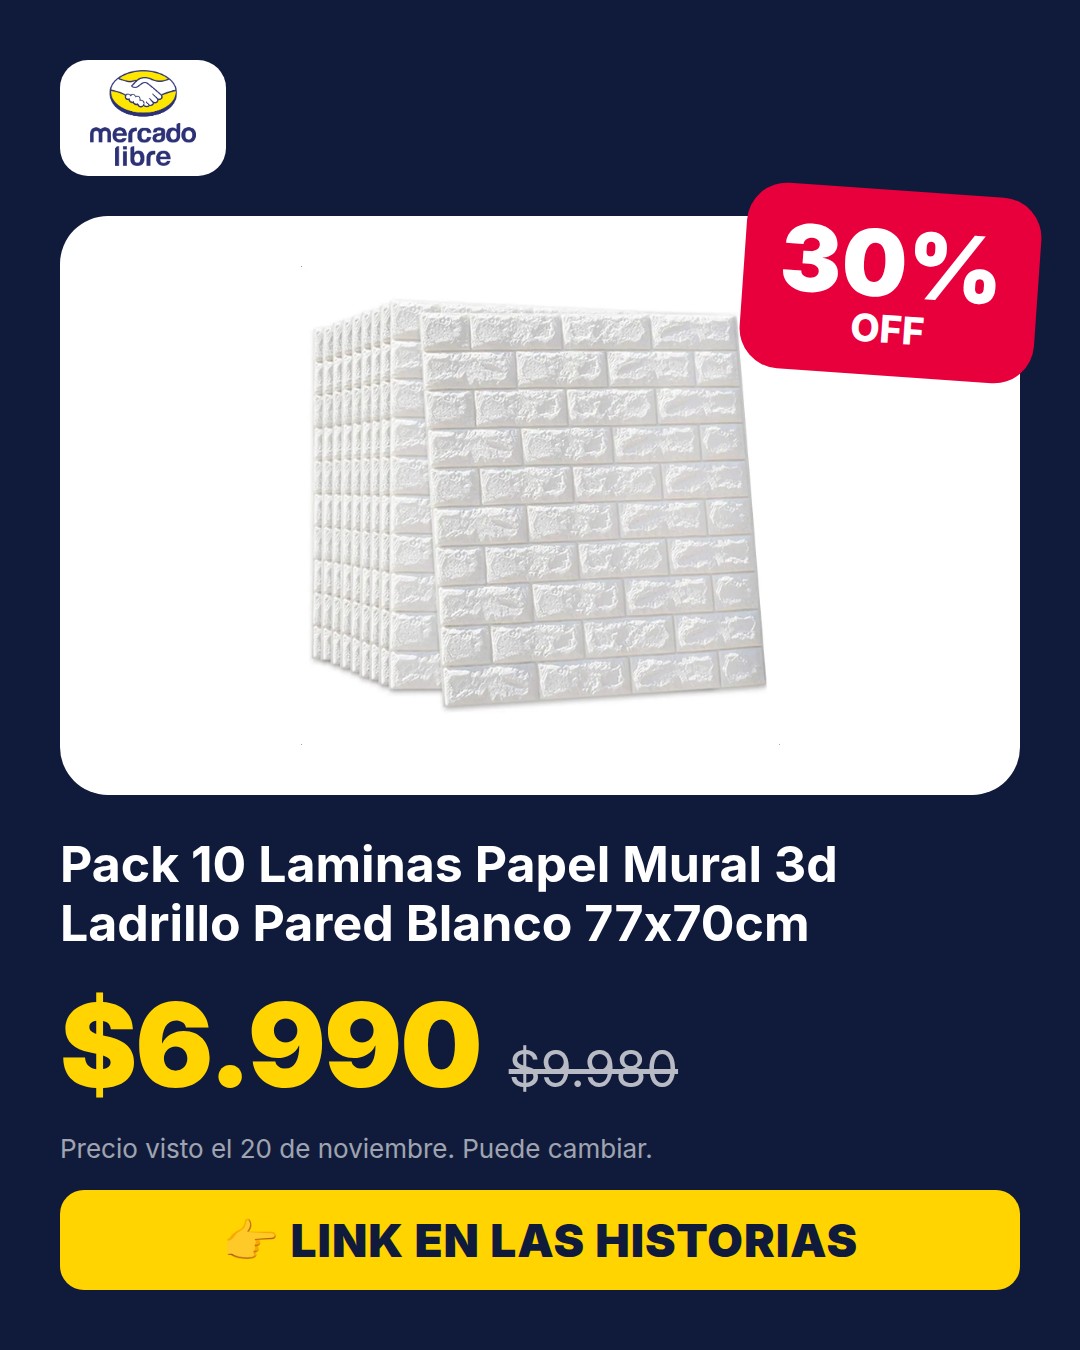 mercado
libre
30%
OFF
Pack 10 Laminas Papel Mural 3d
Ladrillo Pared Blanco 77x70cm
$6.990 $9.980
Precio visto el 20 de noviembre. Puede cambiar.
👉 LINK EN LAS HISTORIAS